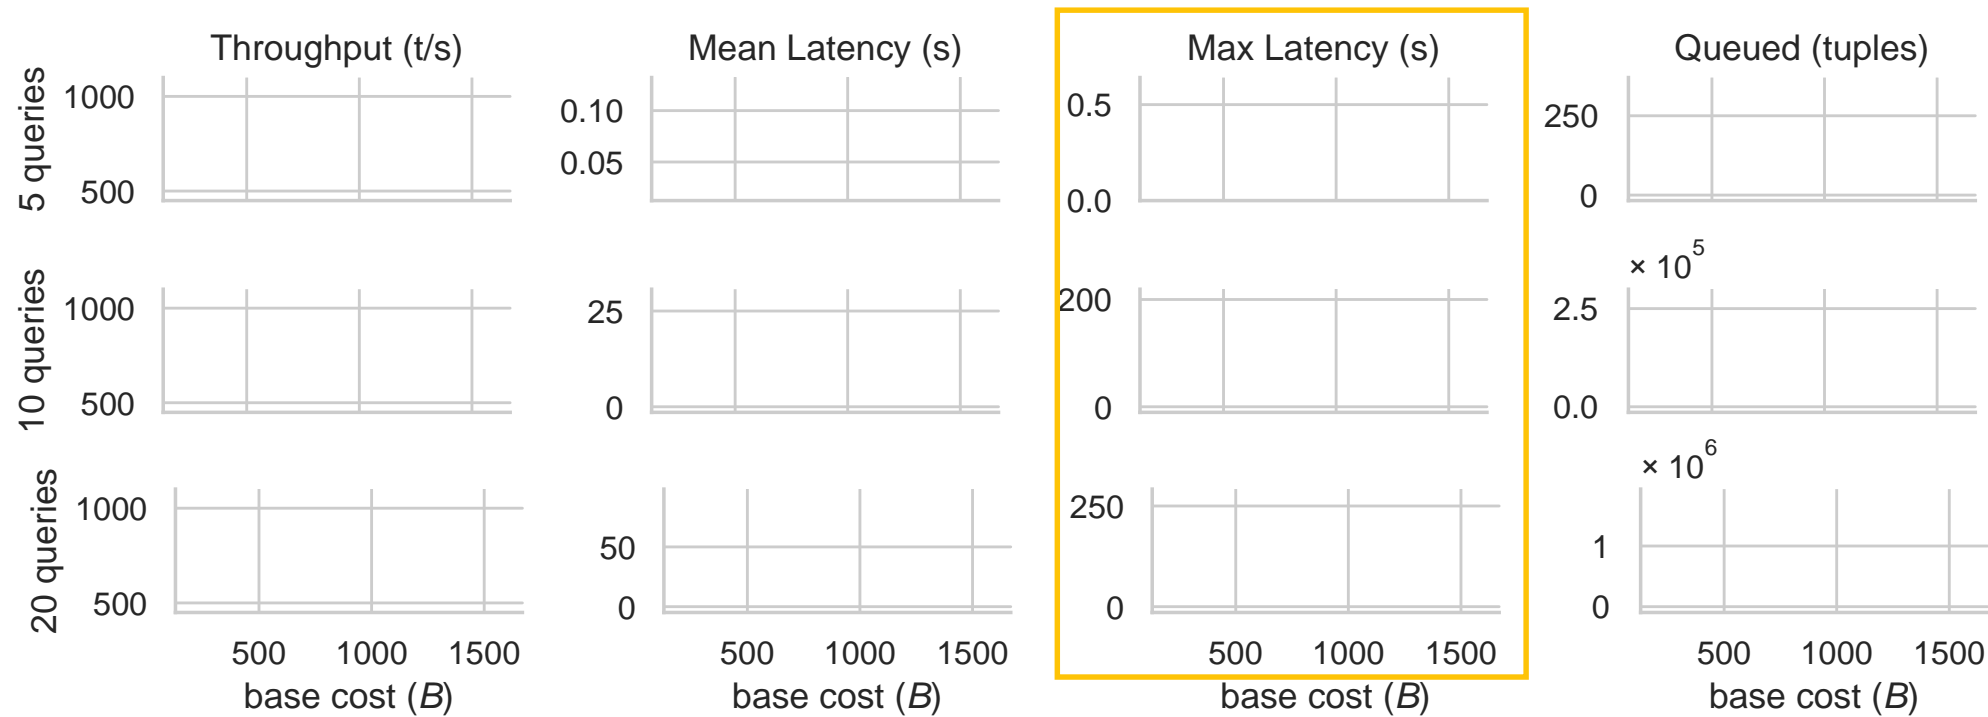 Throughput (t/s) Mean Latency (s) Max Latency (s) Queued (tuples)
5 queries
1000 0.10 0.5 250
500 0.05 0.0 0
× 10^5
10 queries
1000 25 200 2.5
500 0 0 0.0
× 10^6
20 queries
1000 50 250 1
500 0 0 0
500 1000 1500 500 1000 1500 500 1000 1500 500 1000 1500
base cost (B) base cost (B) base cost (B) base cost (B)